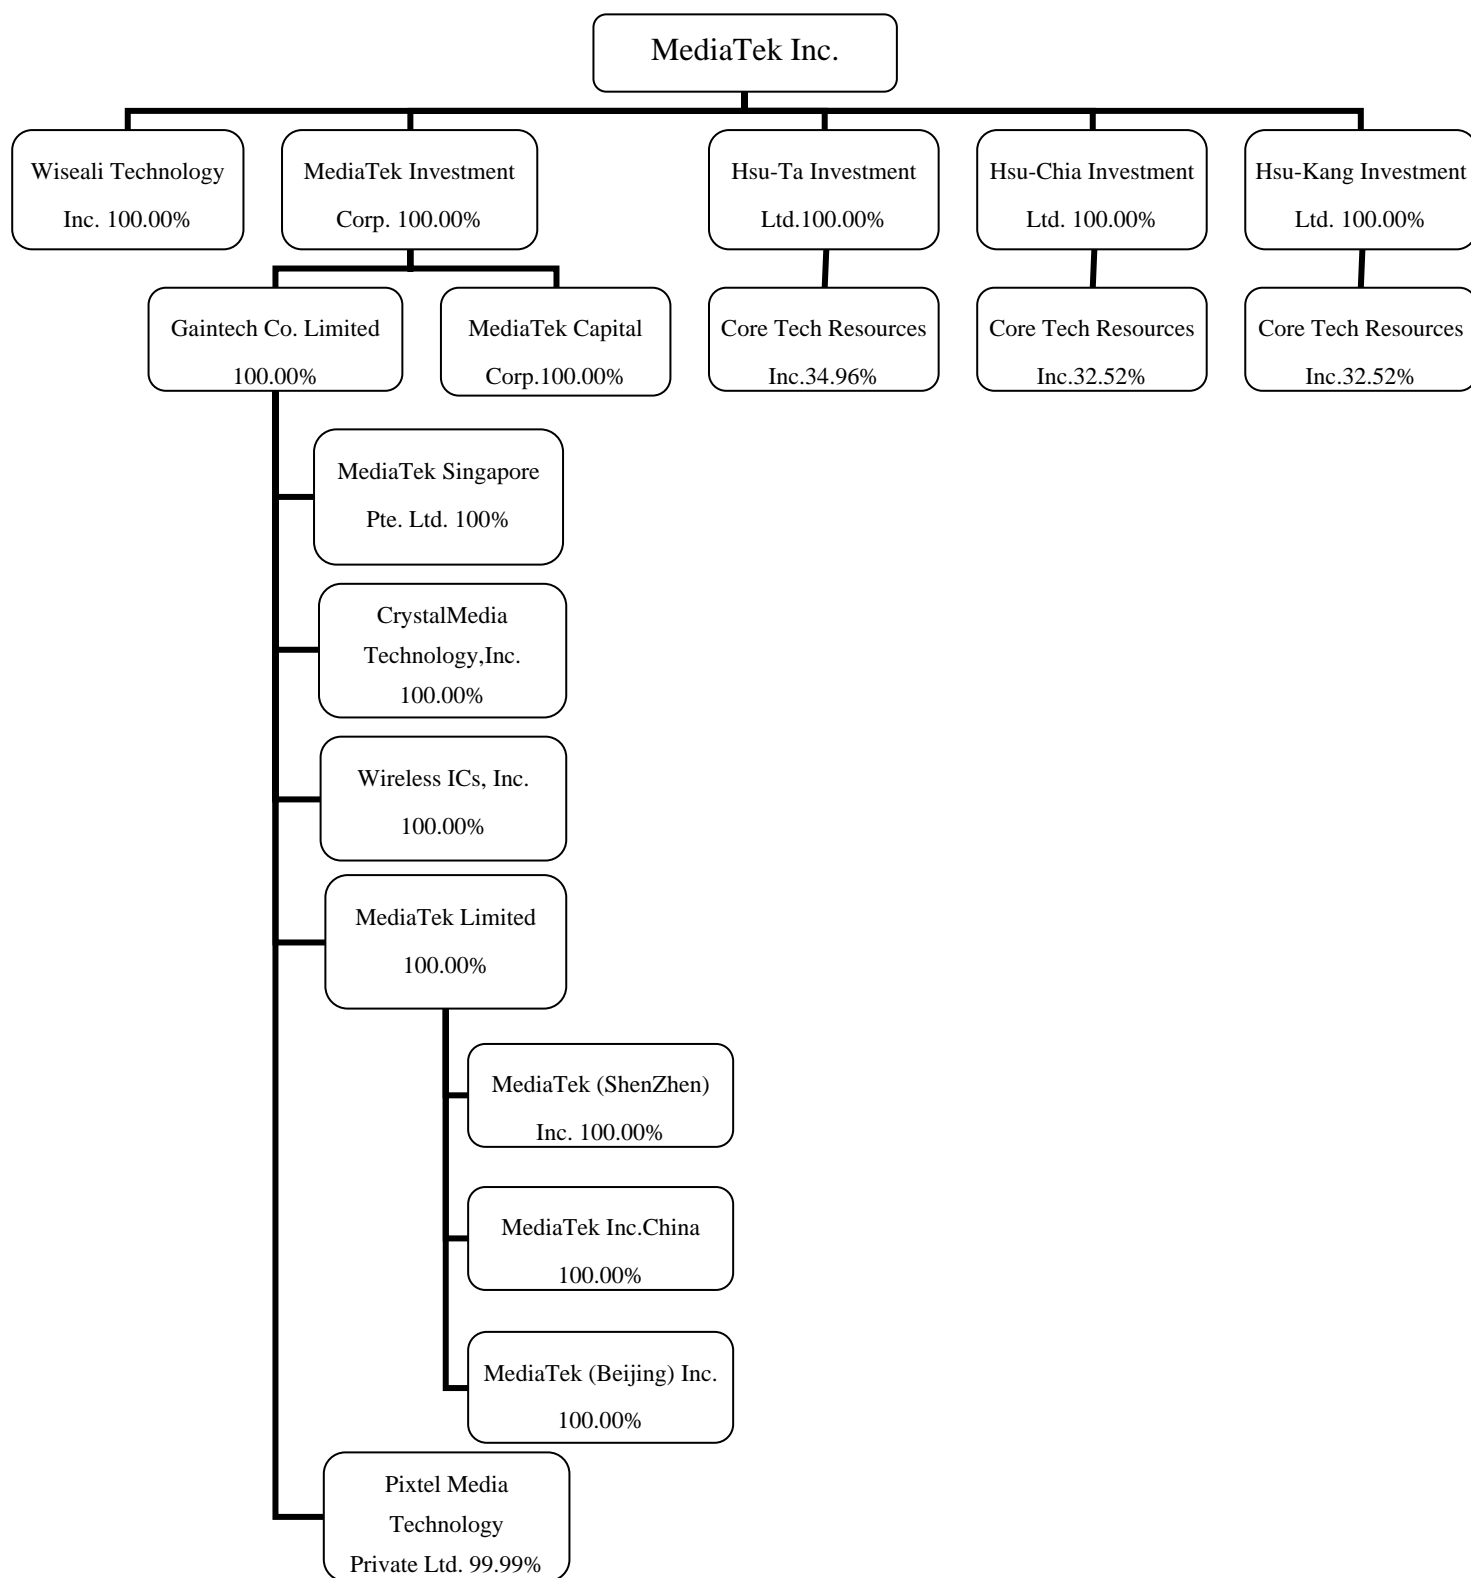 MediaTek Inc.
Wiseali Technology
Inc. 100.00%
MediaTek Investment
Corp. 100.00%
Hsu-Ta Investment
Ltd.100.00%
Hsu-Chia Investment
Ltd. 100.00%
Hsu-Kang Investment
Ltd. 100.00%
Gaintech Co. Limited
100.00%
MediaTek Capital
Corp.100.00%
Core Tech Resources
Inc.34.96%
Core Tech Resources
Inc.32.52%
Core Tech Resources
Inc.32.52%
MediaTek Singapore
Pte. Ltd. 100%
CrystalMedia
Technology,Inc.
100.00%
Wireless ICs, Inc.
100.00%
MediaTek Limited
100.00%
MediaTek (ShenZhen)
Inc. 100.00%
MediaTek Inc.China
100.00%
MediaTek (Beijing) Inc.
100.00%
Pixtel Media
Technology
Private Ltd. 99.99%